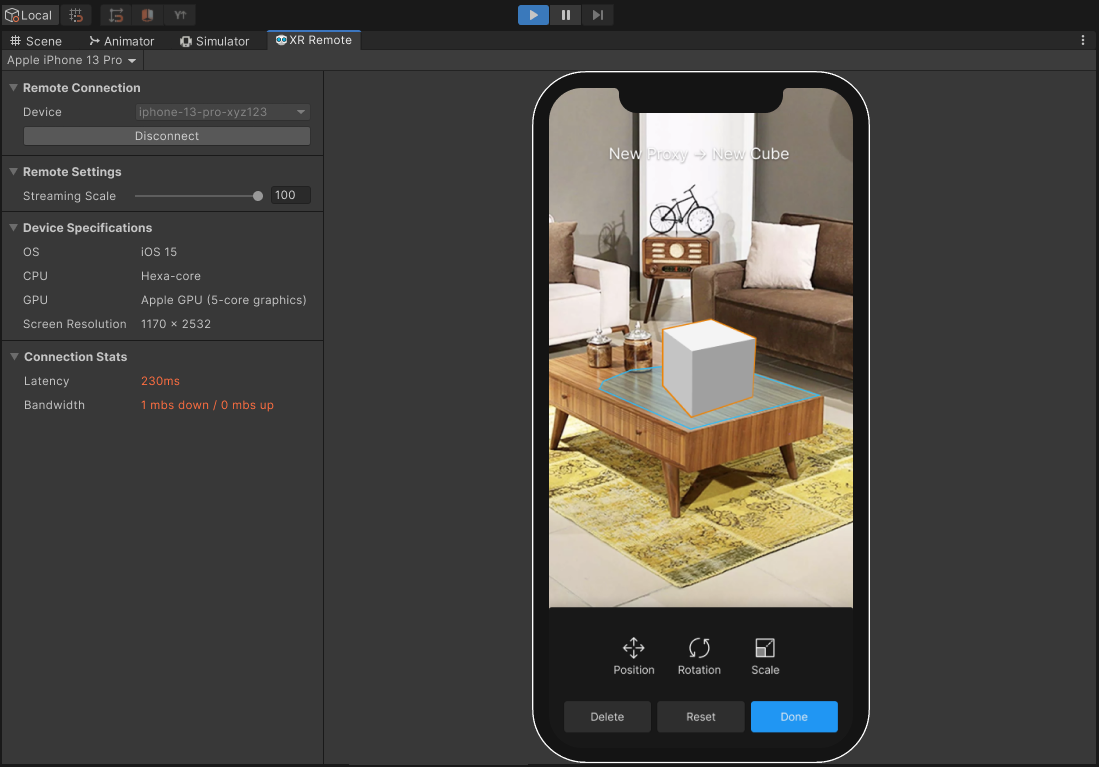 Local
Scene
Animator
Simulator
XR Remote
Apple iPhone 13 Pro
Remote Connection
Device iphone-13-pro-xyz123
Disconnect
Remote Settings
Streaming Scale 100
Device Specifications
OS iOS 15
CPU Hexa-core
GPU Apple GPU (5-core graphics)
Screen Resolution 1170 × 2532
Connection Stats
Latency 230ms
Bandwidth 1 mbs down / 0 mbs up
New Proxy → New Cube
Position
Rotation
Scale
Delete
Reset
Done